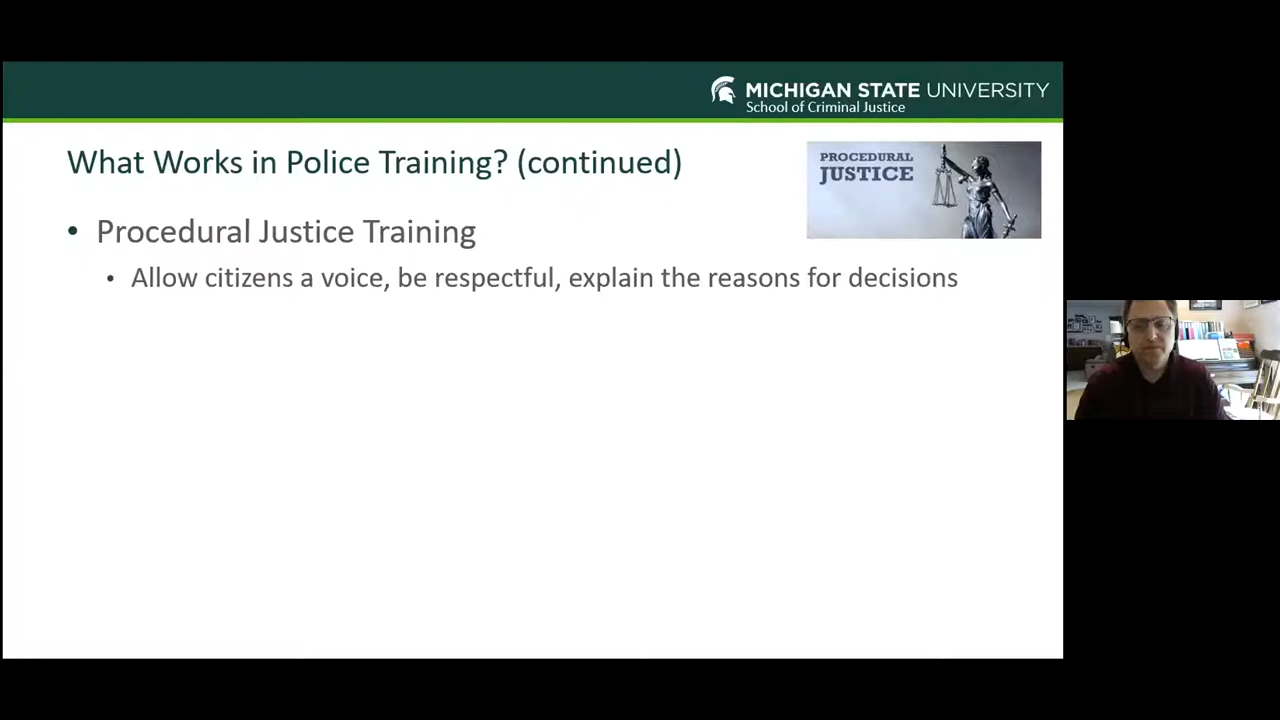 MICHIGAN STATE UNIVERSITY
School of Criminal Justice
What Works in Police Training? (continued)
PROCEDURAL
JUSTICE
• Procedural Justice Training
• Allow citizens a voice, be respectful, explain the reasons for decisions